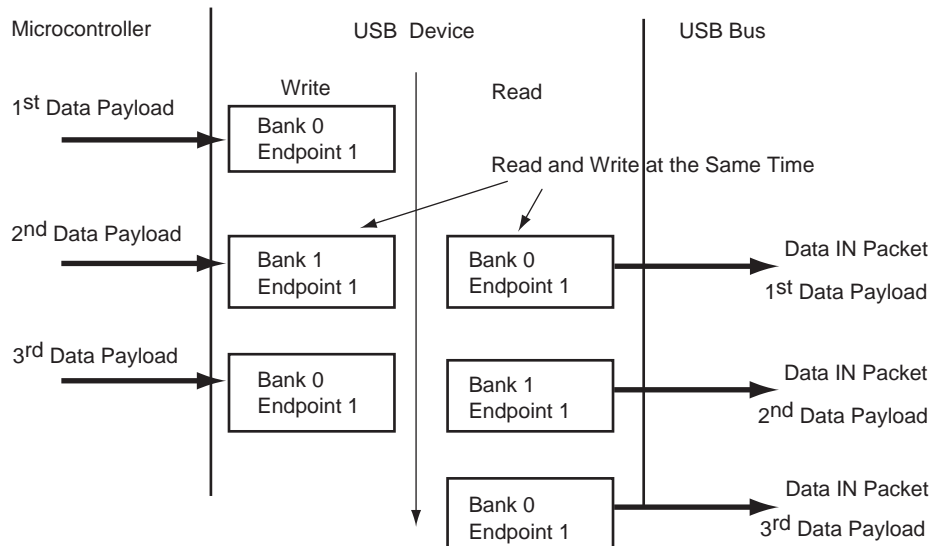 Microcontroller
USB Device
USB Bus
Write
Read
1st Data Payload
Bank 0
Endpoint 1
Read and Write at the Same Time
2nd Data Payload
Bank 1
Endpoint 1
Bank 0
Endpoint 1
Data IN Packet
1st Data Payload
3rd Data Payload
Bank 0
Endpoint 1
Bank 1
Endpoint 1
Data IN Packet
2nd Data Payload
Bank 0
Endpoint 1
Data IN Packet
3rd Data Payload